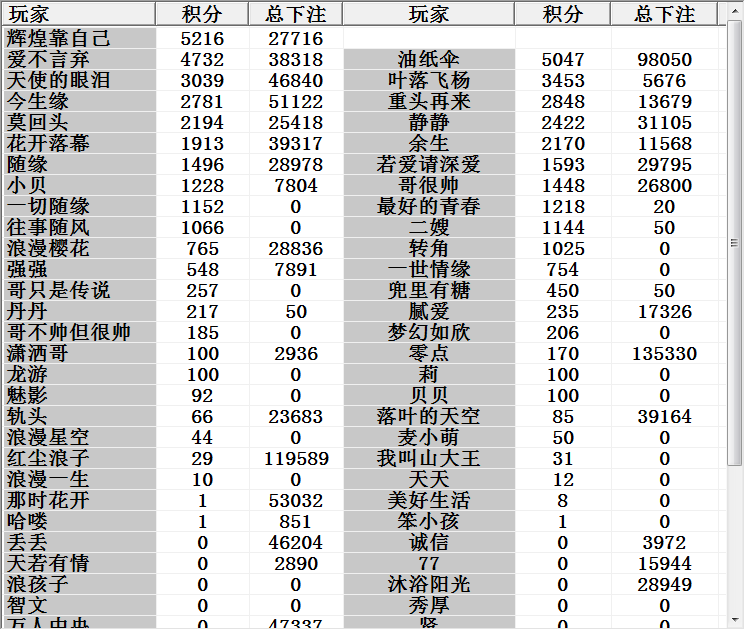 玩家 积分 总下注 玩家 积分 总下注
辉煌靠自己 5216 27716
爱不言弃 4732 38318 油纸伞 5047 98050
天使的眼泪 3039 46840 叶落飞杨 3453 5676
今生缘 2781 51122 重头再来 2848 13679
莫回头 2194 25418 静静 2422 31105
花开落幕 1913 39317 余生 2170 11568
随缘 1496 28978 若爱请深爱 1593 29795
小贝 1228 7804 哥很帅 1448 26800
一切随缘 1152 0 最好的青春 1218 20
往事随风 1066 0 二嫂 1144 50
浪漫樱花 765 28836 转角 1025 0
强强 548 7891 一世情缘 754 0
哥只是传说 257 0 兜里有糖 450 50
丹丹 217 50 腻爱 235 17326
哥不帅但很帅 185 0 梦幻如欣 206 0
潇洒哥 100 2936 零点 170 135330
龙游 100 0 莉 100 0
魅影 92 0 贝贝 100 0
轨头 66 23683 落叶的天空 85 39164
浪漫星空 44 0 麦小萌 50 0
红尘浪子 29 119589 我叫山大王 31 0
浪漫一生 10 0 天天 12 0
那时花开 1 53032 美好生活 8 0
哈喽 1 851 笨小孩 1 0
丢丢 0 46204 诚信 0 3972
天若有情 0 2890 77 0 15944
浪孩子 0 0 沐浴阳光 0 28949
智文 0 0 秀厚 0 0
万人中央 0 47337 贤 0 0